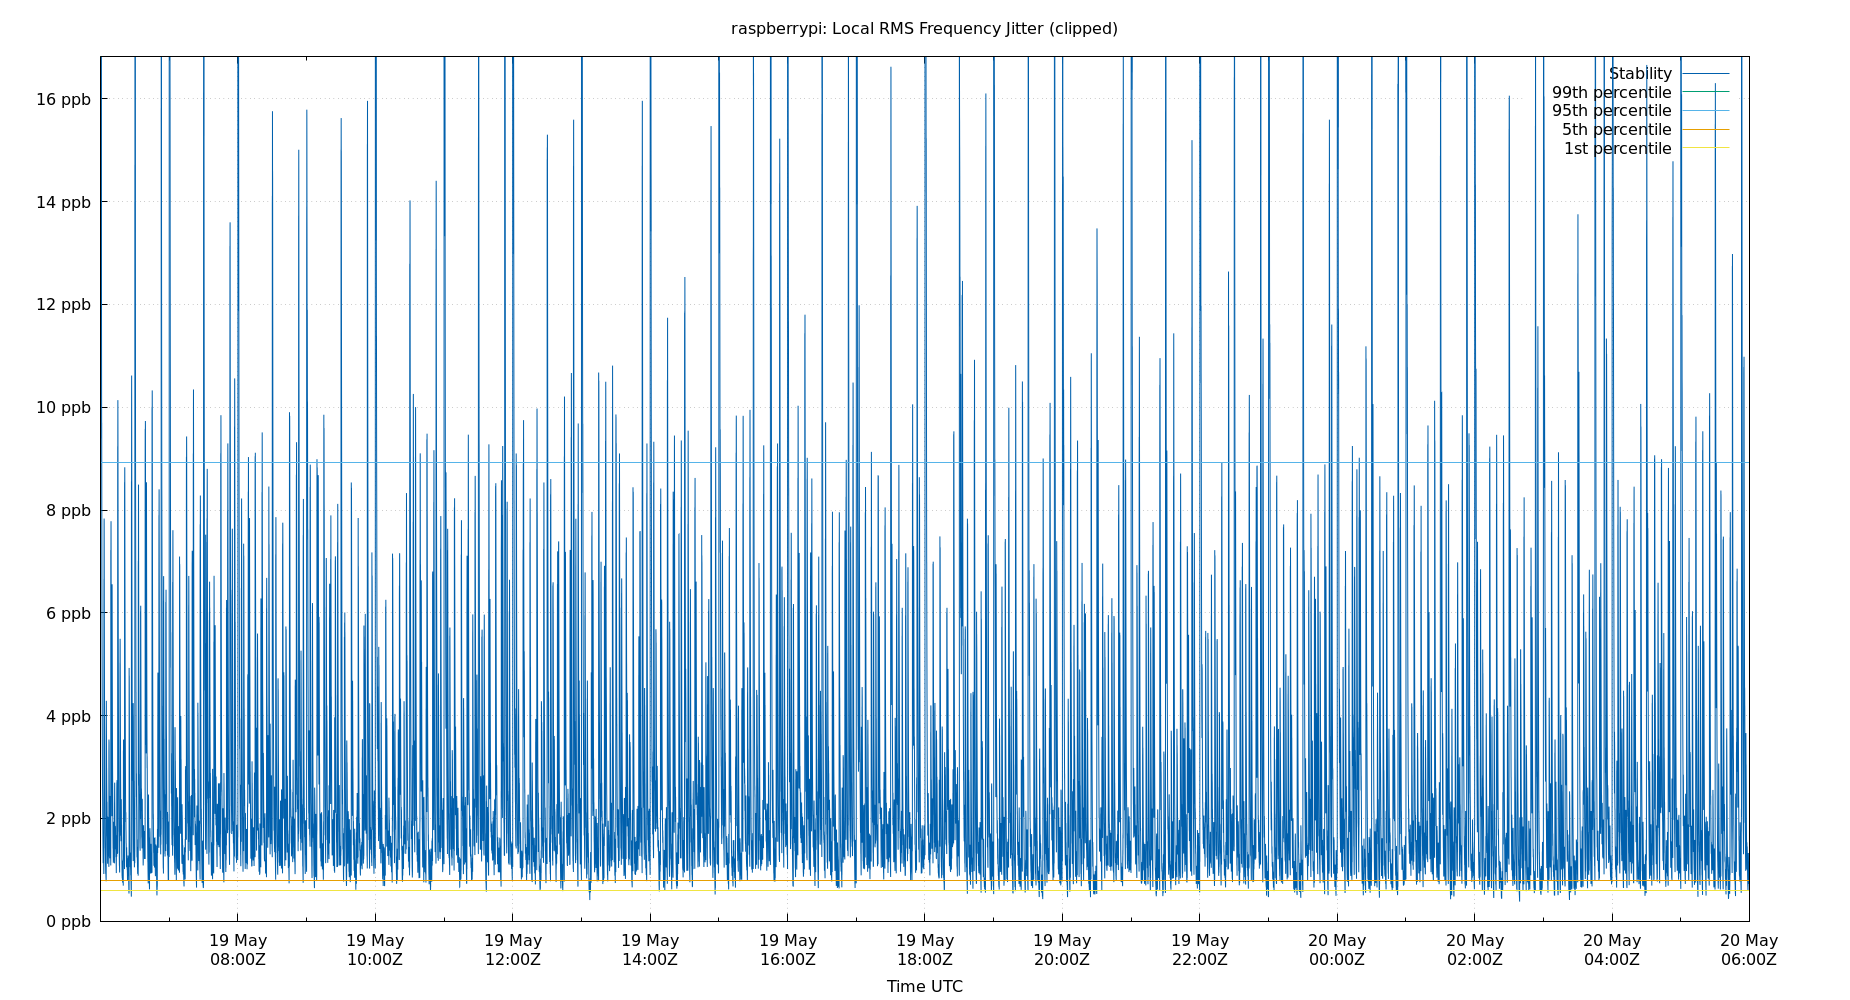 raspberrypi: Local RMS Frequency Jitter (clipped)
Stability
99th percentile
95th percentile
5th percentile
1st percentile
16 ppb
14 ppb
12 ppb
10 ppb
8 ppb
6 ppb
4 ppb
2 ppb
0 ppb
19 May 19 May 19 May 19 May 19 May 19 May 19 May 19 May 20 May 20 May 20 May 20 May
08:00Z 10:00Z 12:00Z 14:00Z 16:00Z 18:00Z 20:00Z 22:00Z 00:00Z 02:00Z 04:00Z 06:00Z
Time UTC